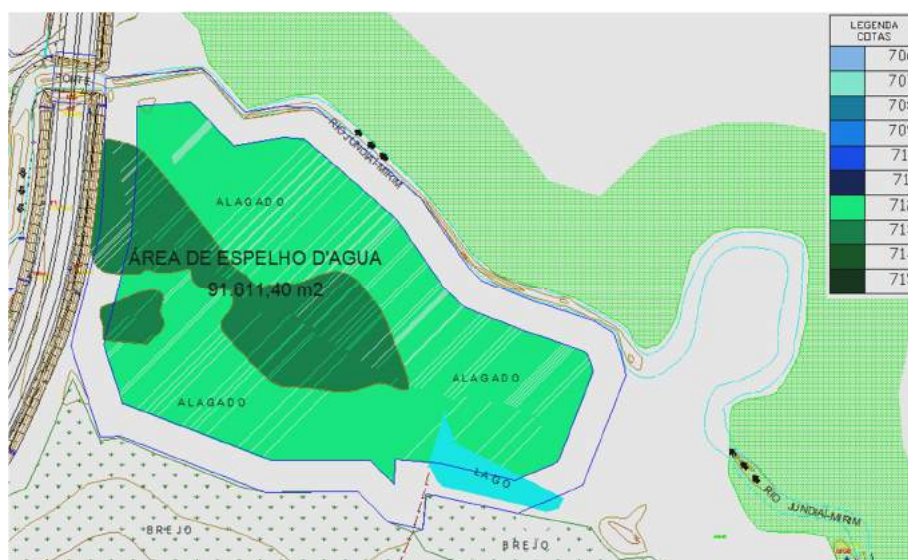 LEGENDA
COTAS
PONTE
RIO JUNDIAÍ-MIRIM
ALAGADO
ÁREA DE ESPELHO D'AGUA
91.011,40 m2
ALAGADO
ALAGADO
LAGO
RIO JUNDIAÍ-MIRIM
BREJO
BREJO